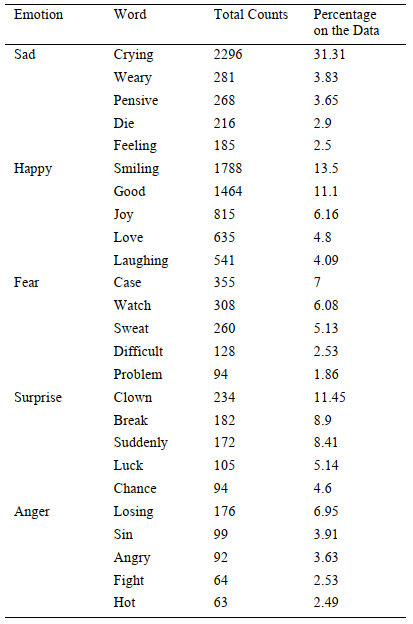 Emotion Word Total Counts Percentage
on the Data
Sad Crying 2296 31.31
Weary 281 3.83
Pensive 268 3.65
Die 216 2.9
Feeling 185 2.5
Happy Smiling 1788 13.5
Good 1464 11.1
Joy 815 6.16
Love 635 4.8
Laughing 541 4.09
Fear Case 355 7
Watch 308 6.08
Sweat 260 5.13
Difficult 128 2.53
Problem 94 1.86
Surprise Clown 234 11.45
Break 182 8.9
Suddenly 172 8.41
Luck 105 5.14
Chance 94 4.6
Anger Losing 176 6.95
Sin 99 3.91
Angry 92 3.63
Fight 64 2.53
Hot 63 2.49